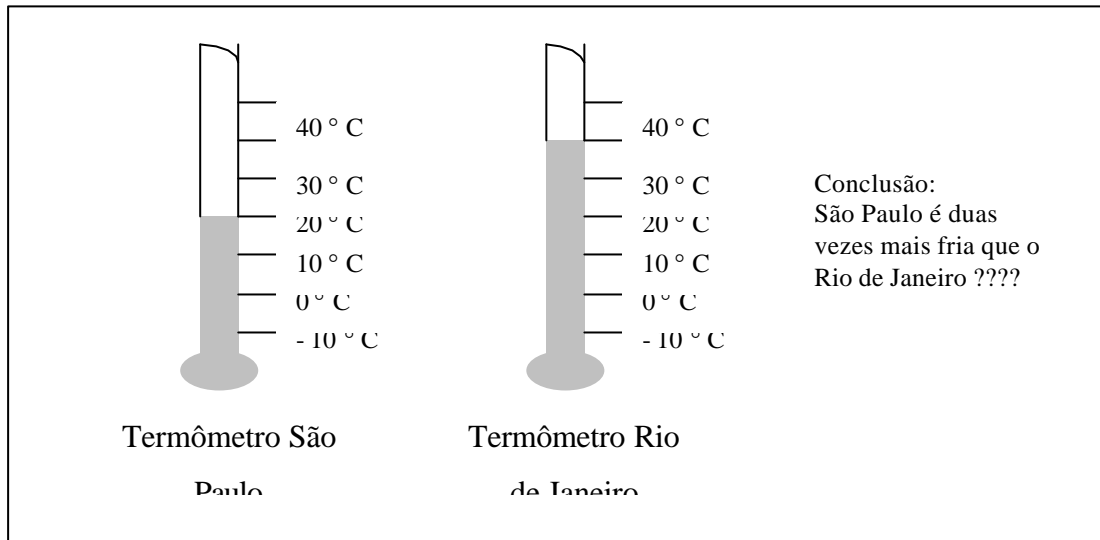 40 ° C
30 ° C
20 ° C
10 ° C
0 ° C
- 10 ° C
Termômetro São
Paulo
40 ° C
30 ° C
20 ° C
10 ° C
0 ° C
- 10 ° C
Termômetro Rio
de Janeiro
Conclusão:
São Paulo é duas
vezes mais fria que o
Rio de Janeiro ????